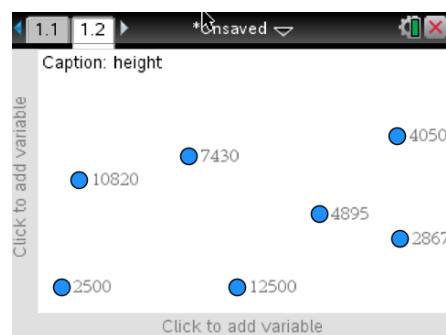 1.1 1.2 *Unsaved
Caption: height
Click to add variable
4050
7430
10820
4895
2867
2500
12500
Click to add variable